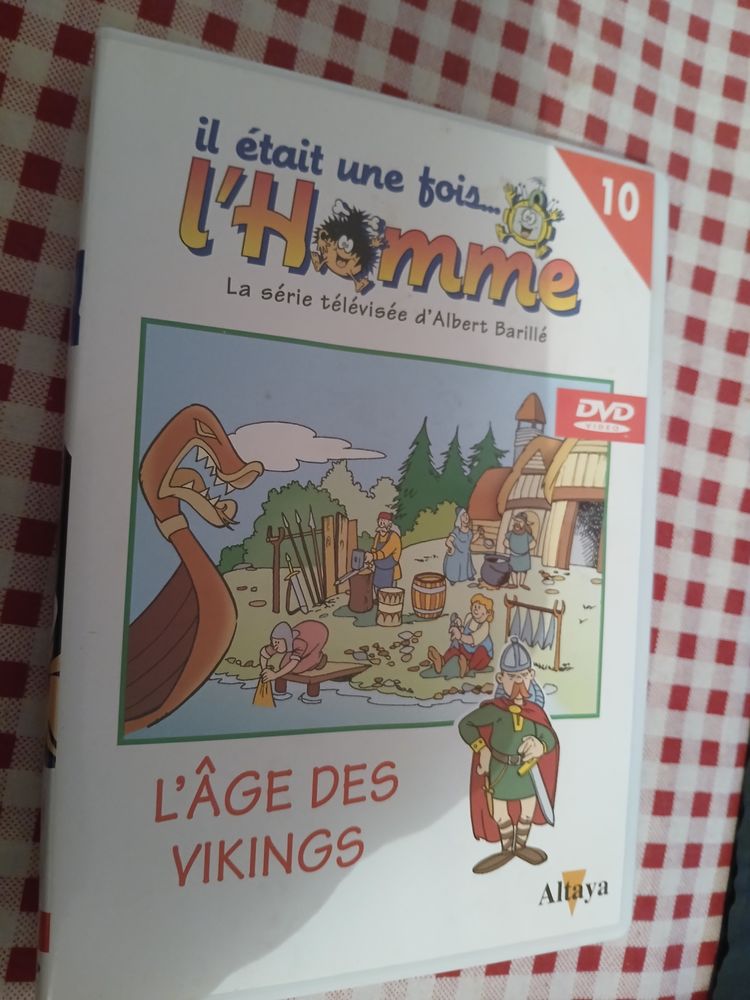 il était une fois...
l'Homme
10
La série télévisée d'Albert Barillé
DVD
VIDEO
L'ÂGE DES
VIKINGS
Altaya